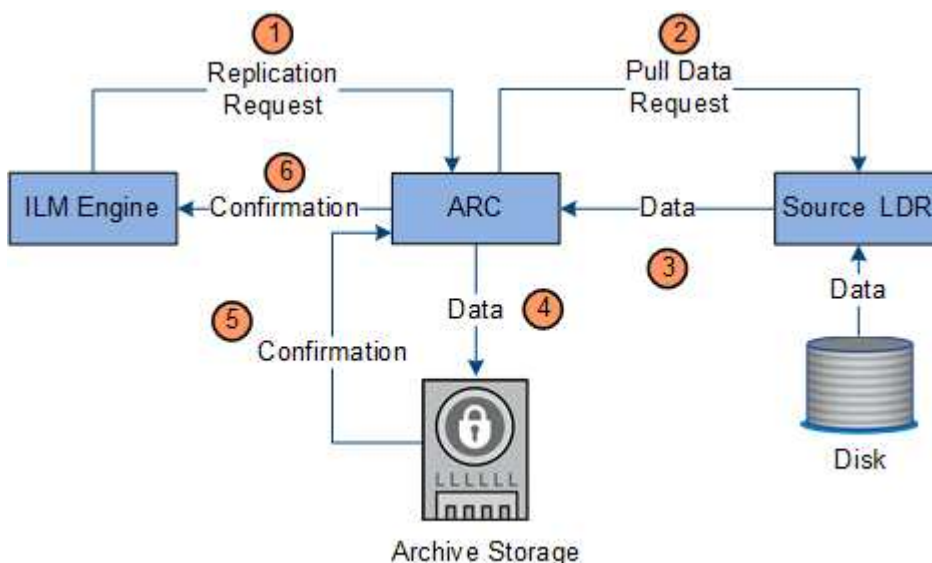 1
2
Replication
Request
Pull Data
Request
6
ILM Engine
Confirmation
ARC
Data
Source LDR
3
5
Data
4
Data
Confirmation
LLLLLL
Disk
Archive Storage